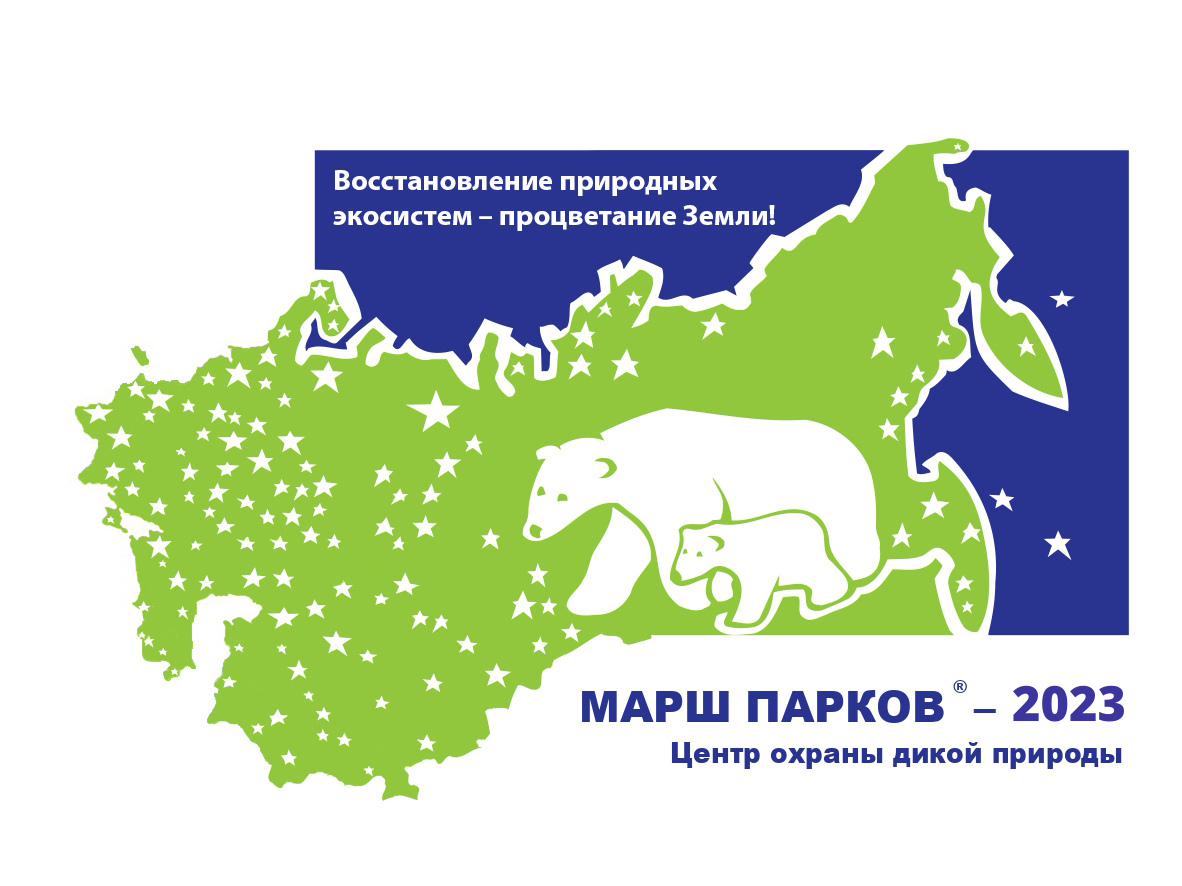 Восстановление природных
экосистем – процветание Земли!
МАРШ ПАРКОВ® – 2023
Центр охраны дикой природы